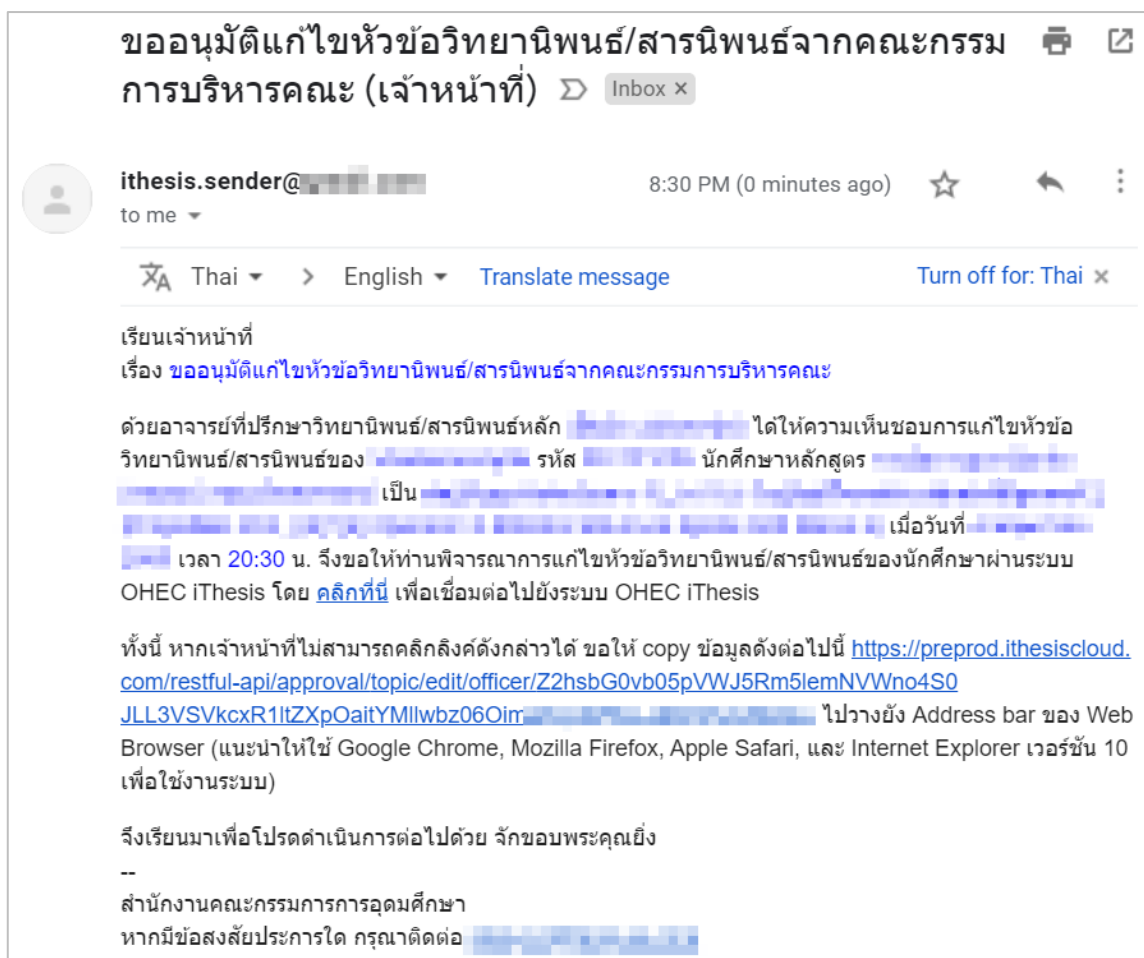 ขออนุมัติแก้ไขหัวข้อวิทยานิพนธ์/สารนิพนธ์จากคณะกรรม
การบริหารคณะ (เจ้าหน้าที่) Inbox ×
ithesis.sender@ 8:30 PM (0 minutes ago)
to me
Thai > English Translate message Turn off for: Thai ×
เรียนเจ้าหน้าที่
เรื่อง ขออนุมัติแก้ไขหัวข้อวิทยานิพนธ์/สารนิพนธ์จากคณะกรรมการบริหารคณะ
ด้วยอาจารย์ที่ปรึกษาวิทยานิพนธ์/สารนิพนธ์หลัก ได้ให้ความเห็นชอบการแก้ไขหัวข้อ
วิทยานิพนธ์/สารนิพนธ์ของ รหัส นักศึกษาหลักสูตร
เป็น
เมื่อวันที่
เวลา 20:30 น. จึงขอให้ท่านพิจารณาการแก้ไขหัวข้อวิทยานิพนธ์/สารนิพนธ์ของนักศึกษาผ่านระบบ
OHEC iThesis โดย คลิกที่นี่ เพื่อเชื่อมต่อไปยังระบบ OHEC iThesis
ทั้งนี้ หากเจ้าหน้าที่ไม่สามารถคลิกลิงค์ดังกล่าวได้ ขอให้ copy ข้อมูลดังต่อไปนี้ https://preprod.ithesiscloud.
com/restful-api/approval/topic/edit/officer/Z2hsbG0vb05pVWJ5Rm5lemNVWno4S0
JLL3VSVkcxR1ltZXpOaitYMllwbz06Oim ไปวางยัง Address bar ของ Web
Browser (แนะนำให้ใช้ Google Chrome, Mozilla Firefox, Apple Safari, และ Internet Explorer เวอร์ชัน 10
เพื่อใช้งานระบบ)
จึงเรียนมาเพื่อโปรดดำเนินการต่อไปด้วย จักขอบพระคุณยิ่ง
--
สำนักงานคณะกรรมการการอุดมศึกษา
หากมีข้อสงสัยประการใด กรุณาติดต่อ